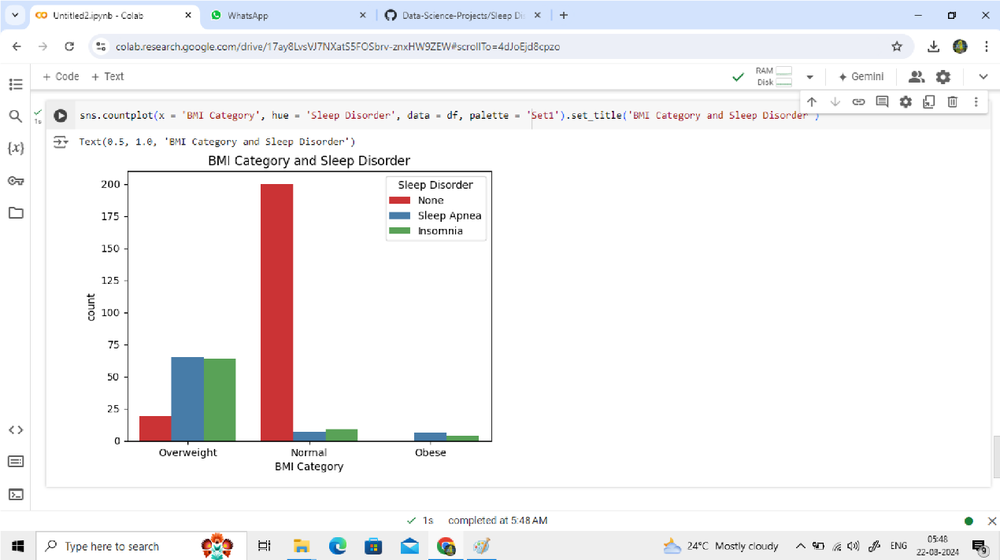 Untitled2.ipynb - Colab
WhatsApp
Data-Science-Projects/Sleep Dis
colab.research.google.com/drive/17ay8LvsVJ7NXatS5FOSbrv-znxHW9ZEW#scrollTo=4dJoEjd8cpzo
+ Code + Text
RAM
Disk
Gemini
1s
sns.countplot(x = 'BMI Category', hue = 'Sleep Disorder', data = df, palette = 'Set1').set_title('BMI Category and Sleep Disorder')
Text(0.5, 1.0, 'BMI Category and Sleep Disorder')
BMI Category and Sleep Disorder
Sleep Disorder
None
Sleep Apnea
Insomnia
200
175
150
125
100
75
50
25
0
count
Overweight Normal Obese
BMI Category
1s completed at 5:48 AM
Type here to search
24°C Mostly cloudy
ENG
05:48
22-08-2024
9